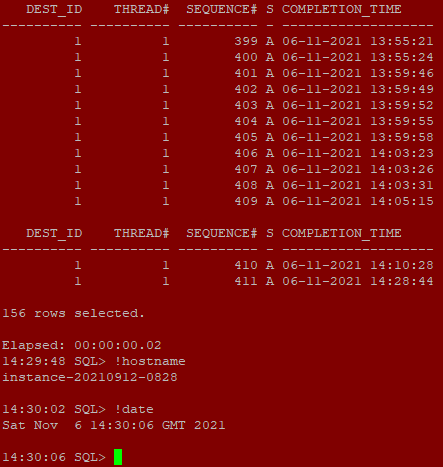 DEST_ID    THREAD#  SEQUENCE# S COMPLETION_TIME
---------- ---------- ---------- - -------------------
         1          1        399 A 06-11-2021 13:55:21
         1          1        400 A 06-11-2021 13:55:24
         1          1        401 A 06-11-2021 13:59:46
         1          1        402 A 06-11-2021 13:59:49
         1          1        403 A 06-11-2021 13:59:52
         1          1        404 A 06-11-2021 13:59:55
         1          1        405 A 06-11-2021 13:59:58
         1          1        406 A 06-11-2021 14:03:23
         1          1        407 A 06-11-2021 14:03:26
         1          1        408 A 06-11-2021 14:03:31
         1          1        409 A 06-11-2021 14:05:15

   DEST_ID    THREAD#  SEQUENCE# S COMPLETION_TIME
---------- ---------- ---------- - -------------------
         1          1        410 A 06-11-2021 14:10:28
         1          1        411 A 06-11-2021 14:28:44

156 rows selected.

Elapsed: 00:00:00.02
14:29:48 SQL> !hostname
instance-20210912-0828

14:30:02 SQL> !date
Sat Nov  6 14:30:06 GMT 2021

14:30:06 SQL>